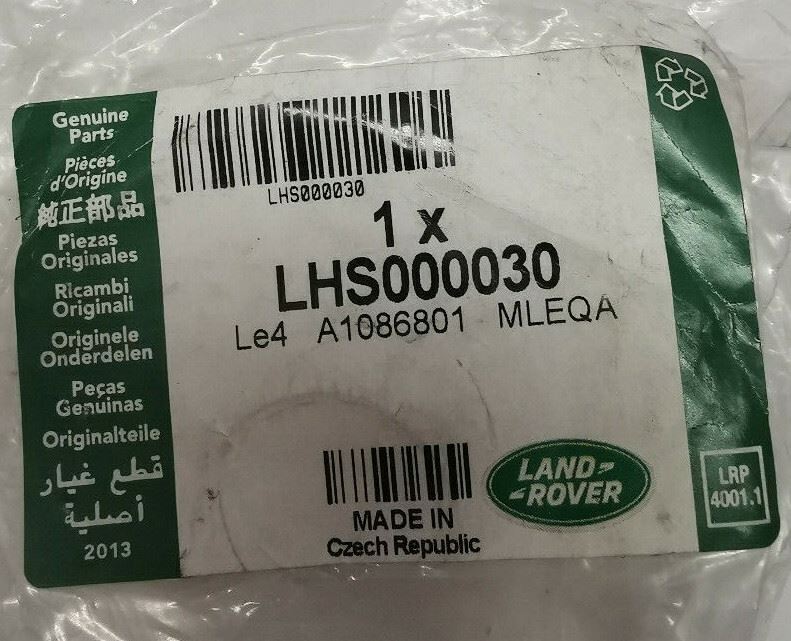 Genuine
Parts
Pièces
d'Origine
純正部品
Piezas
Originales
Ricambi
Originali
Originele
Onderdelen
Peças
Genuinas
Originalteile
قطع غيار
أصلية
2013
LHS000030
1 x
LHS000030
Le4 A1086801 MLEQA
MADE IN
Czech Republic
LAND-
-ROVER
LRP
4001.1